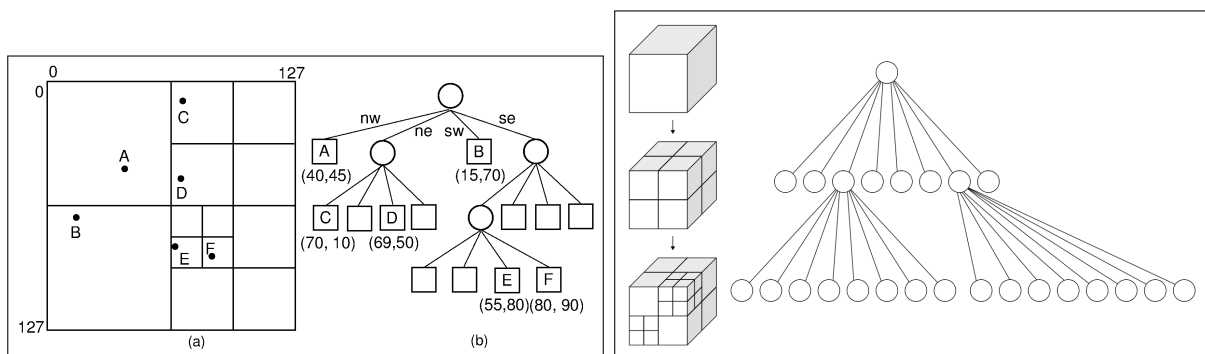 0 127
0
C
A
D
B
E F
127
(a)
nw ne sw se
A B
(40,45) (15,70)
C D
(70, 10) (69,50)
E F
(55,80) (80, 90)
(b)